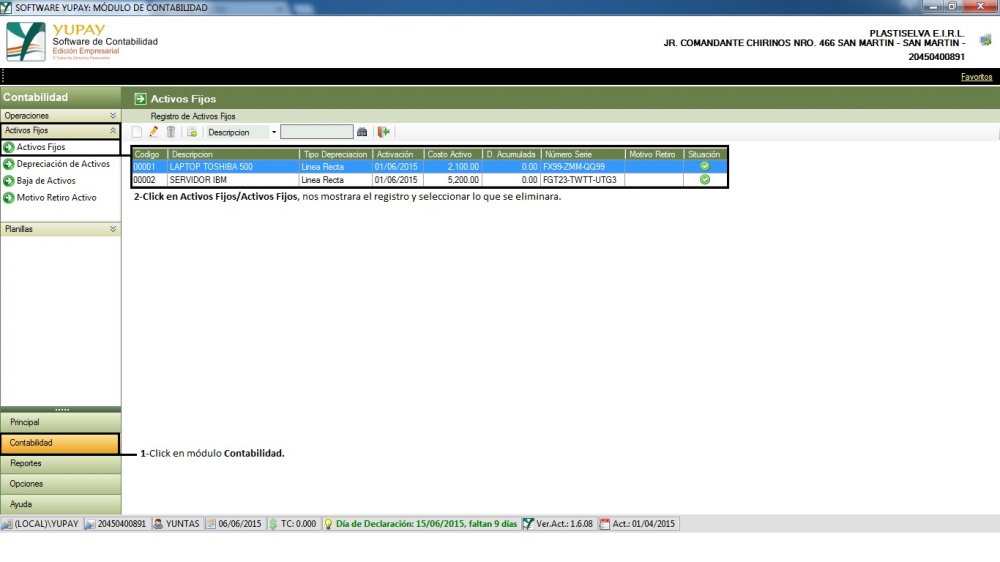 SOFTWARE YUPAY: MÓDULO DE CONTABILIDAD
YUPAY
Software de Contabilidad
Edición Empresarial
© Todos los Derechos Reservados
PLASTISELVA E.I.R.L.
JR. COMANDANTE CHIRINOS NRO. 466 SAN MARTIN - SAN MARTIN -
20450400891
Favoritos
Contabilidad
Operaciones
Activos Fijos
Activos Fijos
Depreciación de Activos
Baja de Activos
Motivo Retiro Activo
Planillas
Activos Fijos
Registro de Activos Fijos
Descripcion
Codigo Descripcion Tipo Depreciacion Activación Costo Activo D. Acumulada Número Serie Motivo Retiro Situación
00001 LAPTOP TOSHIBA 500 Linea Recta 01/06/2015 2,100.00 0.00 FX99-ZMM-QQ99
00002 SERVIDOR IBM Linea Recta 01/06/2015 5,200.00 0.00 FGT23-TWTT-UTG3
2-Click en Activos Fijos/Activos Fijos, nos mostrara el registro y seleccionar lo que se eliminara.
Principal
Contabilidad
1-Click en módulo Contabilidad.
Reportes
Opciones
Ayuda
(LOCAL)\YUPAY 20450400891 YUNTAS 06/06/2015 TC: 0.000 Día de Declaración: 15/06/2015, faltan 9 días Ver.Act.: 1.6.08 Act.: 01/04/2015